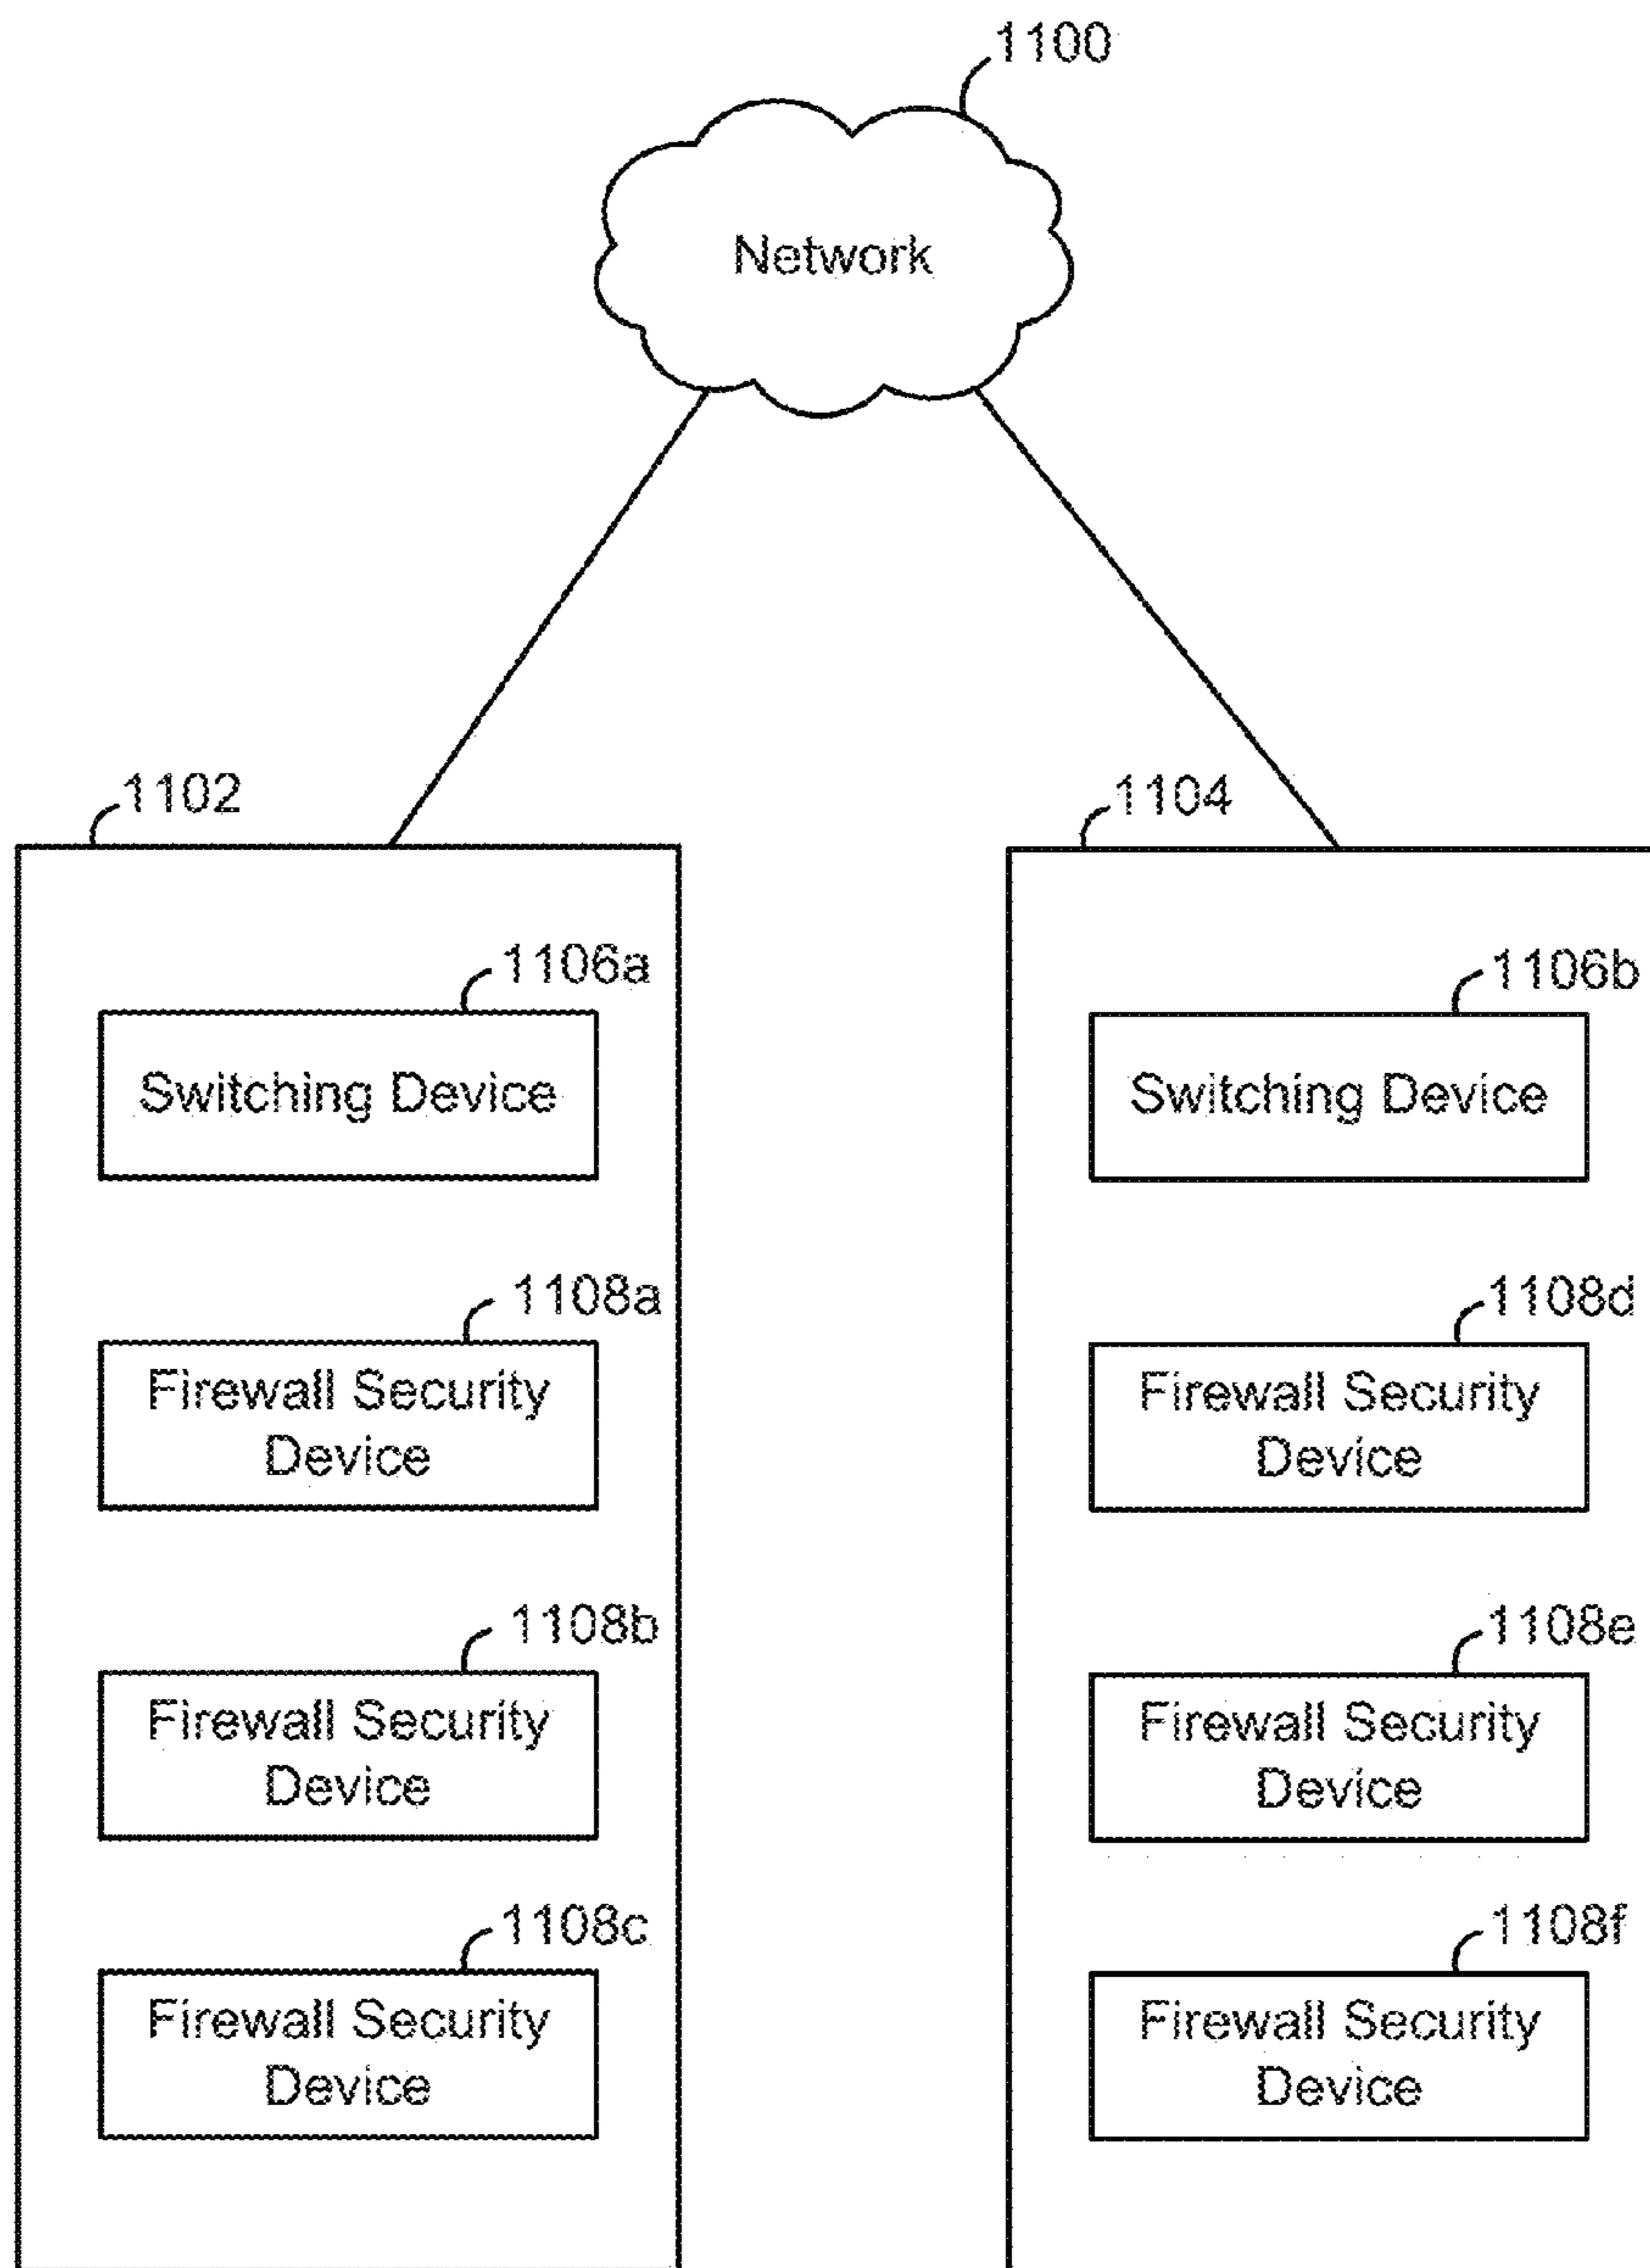 1100
Network
1102
1104
1106a
Switching Device
1106b
Switching Device
1108a
Firewall Security
Device
1108d
Firewall Security
Device
1108b
Firewall Security
Device
1108e
Firewall Security
Device
1108c
Firewall Security
Device
1108f
Firewall Security
Device